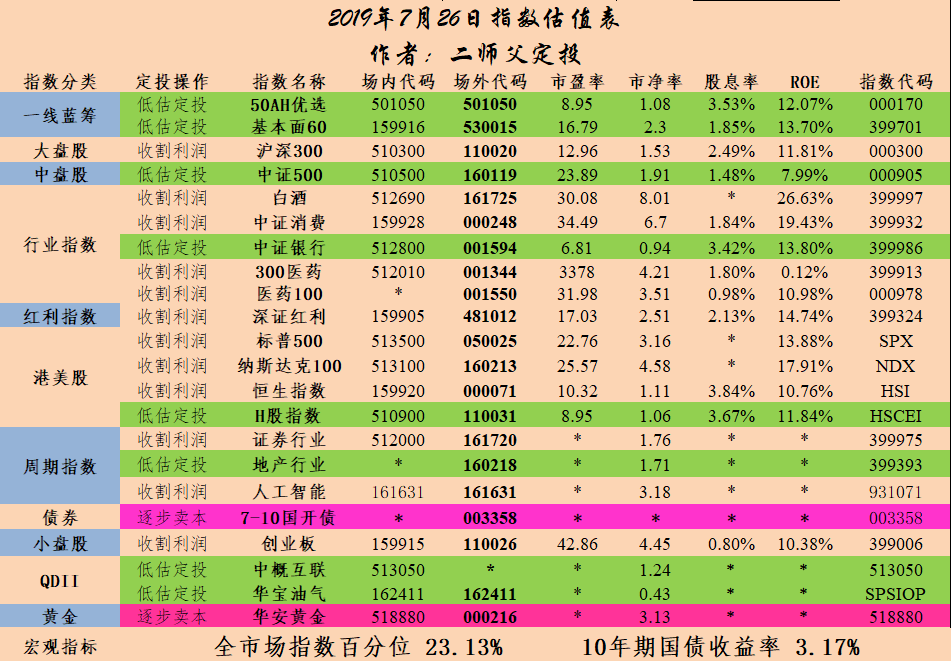 2019年7月26日指数估值表
作者：二师父定投
指数分类 定投操作 指数名称 场内代码 场外代码 市盈率 市净率 股息率 ROE 指数代码
一线蓝筹 低估定投 50AH优选 501050 501050 8.95 1.08 3.53% 12.07% 000170
低估定投 基本面60 159916 530015 16.79 2.3 1.85% 13.70% 399701
大盘股 收割利润 沪深300 510300 110020 12.96 1.53 2.49% 11.81% 000300
中盘股 低估定投 中证500 510500 160119 23.89 1.91 1.48% 7.99% 000905
行业指数 收割利润 白酒 512690 161725 30.08 8.01 * 26.63% 399997
收割利润 中证消费 159928 000248 34.49 6.7 1.84% 19.43% 399932
低估定投 中证银行 512800 001594 6.81 0.94 3.42% 13.80% 399986
收割利润 300医药 512010 001344 3378 4.21 1.80% 0.12% 399913
收割利润 医药100 * 001550 31.98 3.51 0.98% 10.98% 000978
红利指数 收割利润 深证红利 159905 481012 17.03 2.51 2.13% 14.74% 399324
港美股 收割利润 标普500 513500 050025 22.76 3.16 * 13.88% SPX
收割利润 纳斯达克100 513100 160213 25.57 4.58 * 17.91% NDX
收割利润 恒生指数 159920 000071 10.32 1.11 3.84% 10.76% HSI
低估定投 H股指数 510900 110031 8.95 1.06 3.67% 11.84% HSCEI
周期指数 收割利润 证券行业 512000 161720 * 1.76 * * 399975
低估定投 地产行业 * 160218 * 1.71 * * 399393
收割利润 人工智能 161631 161631 * 3.18 * * 931071
债券 逐步卖本 7-10国开债 * 003358 * * * * 003358
小盘股 收割利润 创业板 159915 110026 42.86 4.45 0.80% 10.38% 399006
QDII 低估定投 中概互联 513050 * * 1.24 * * 513050
低估定投 华宝油气 162411 162411 * 0.43 * * SPSIOP
黄金 逐步卖本 华安黄金 518880 000216 * 3.13 * * 518880
宏观指标 全市场指数百分位 23.13% 10年期国债收益率 3.17%